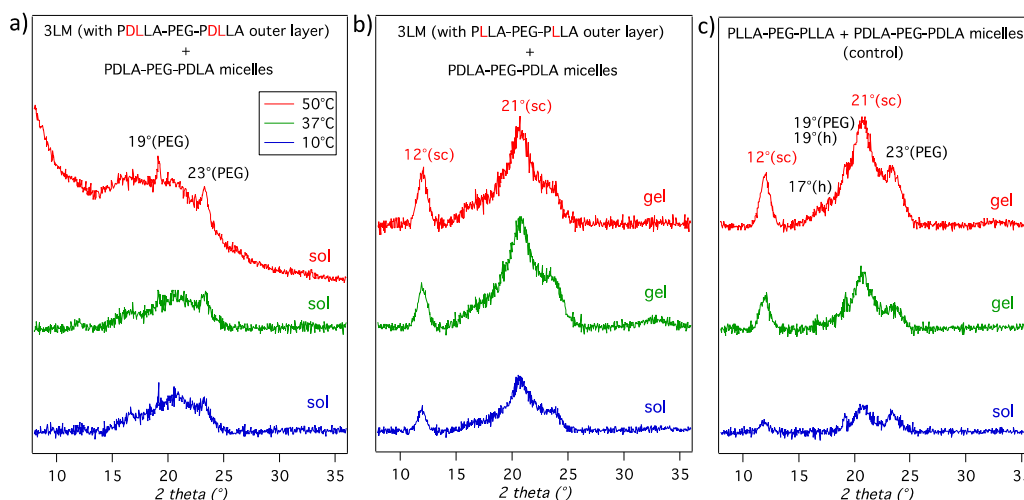 a)
3LM (with PDLLA-PEG-PDLLA outer layer)
+
PDLA-PEG-PDLA micelles
50°C
37°C
10°C
19°(PEG)
23°(PEG)
sol
sol
sol
10 15 20 25 30 35
2 theta (°)
b)
3LM (with PLLA-PEG-PLLA outer layer)
+
PDLA-PEG-PDLA micelles
21°(sc)
12°(sc)
gel
gel
sol
10 15 20 25 30 35
2 theta (°)
c)
PLLA-PEG-PLLA + PDLA-PEG-PDLA micelles
(control)
21°(sc)
19°(PEG)
19°(h)
23°(PEG)
12°(sc)
17°(h)
gel
gel
sol
10 15 20 25 30 35
2 theta (°)